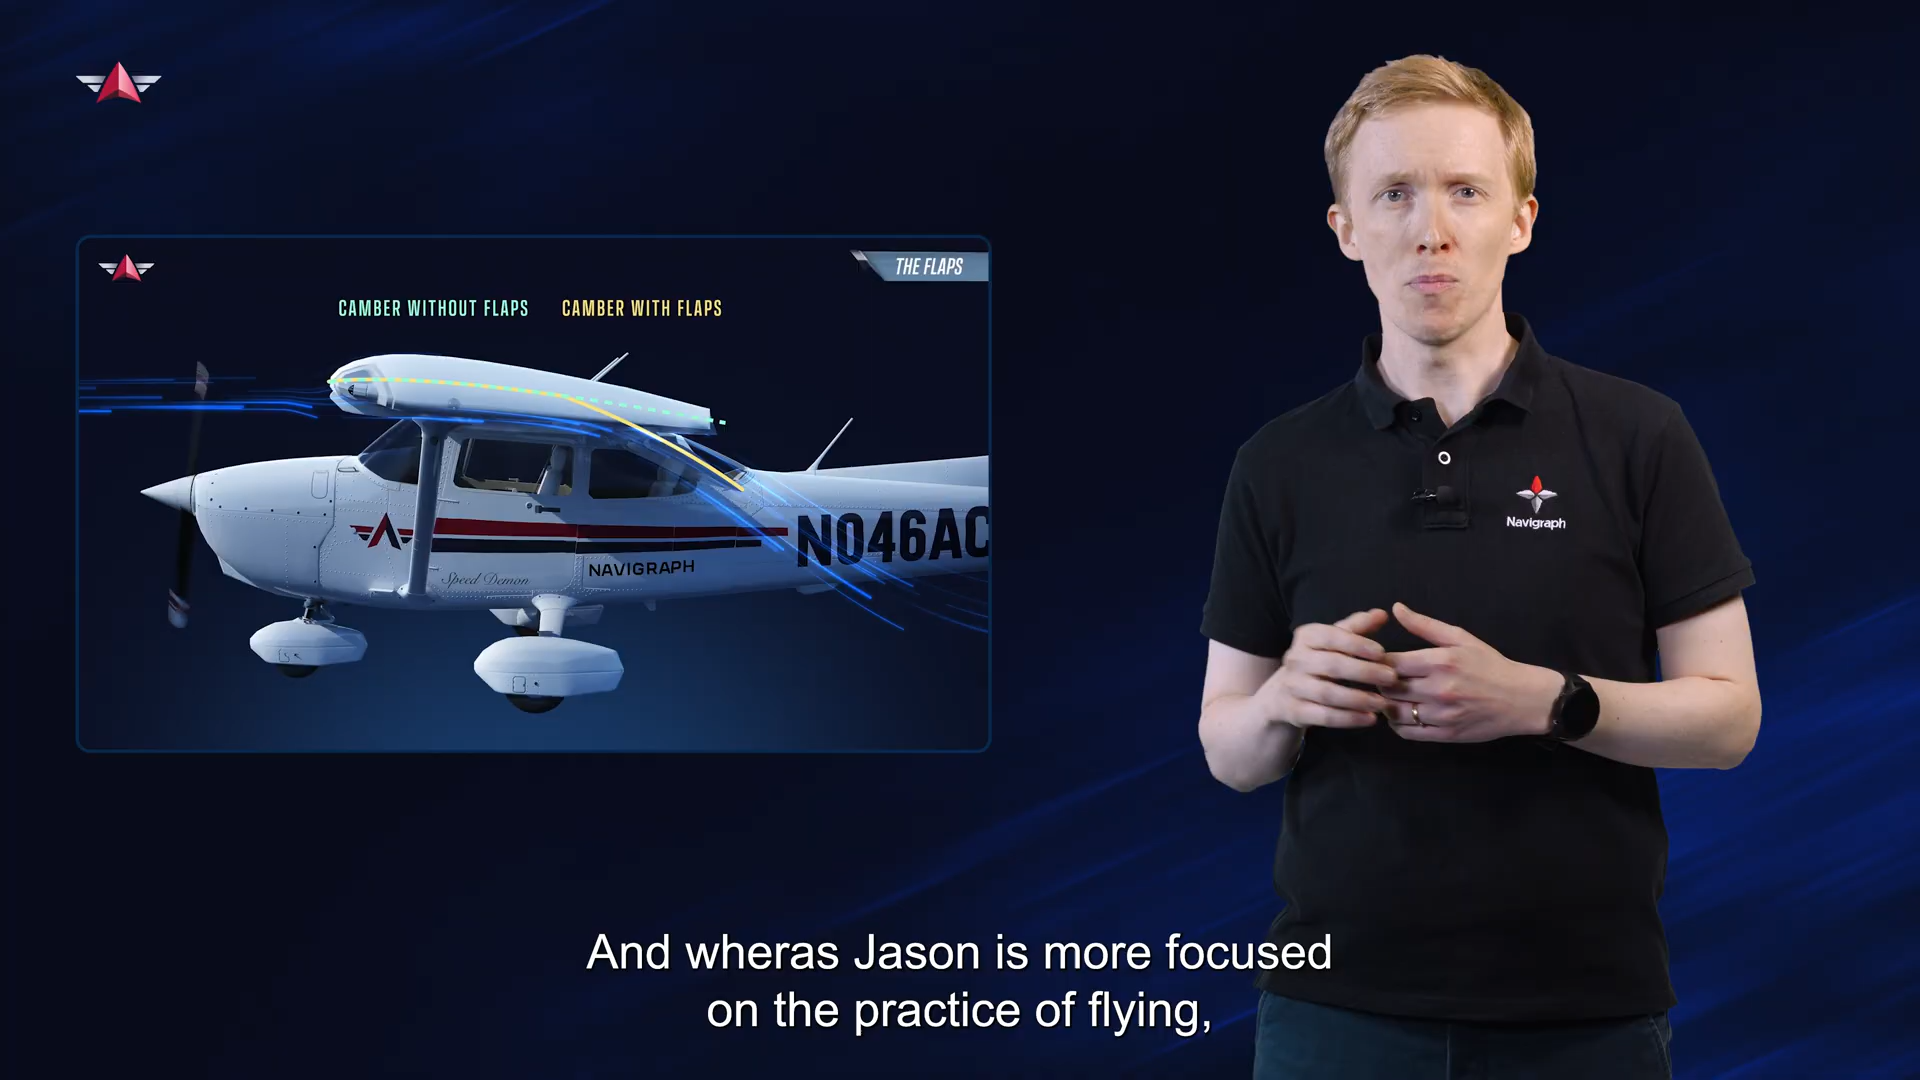 THE FLAPS
CAMBER WITHOUT FLAPS CAMBER WITH FLAPS
N046AC
NAVIGRAPH
Speed Demon
Navigraph
And wheras Jason is more focused
on the practice of flying,